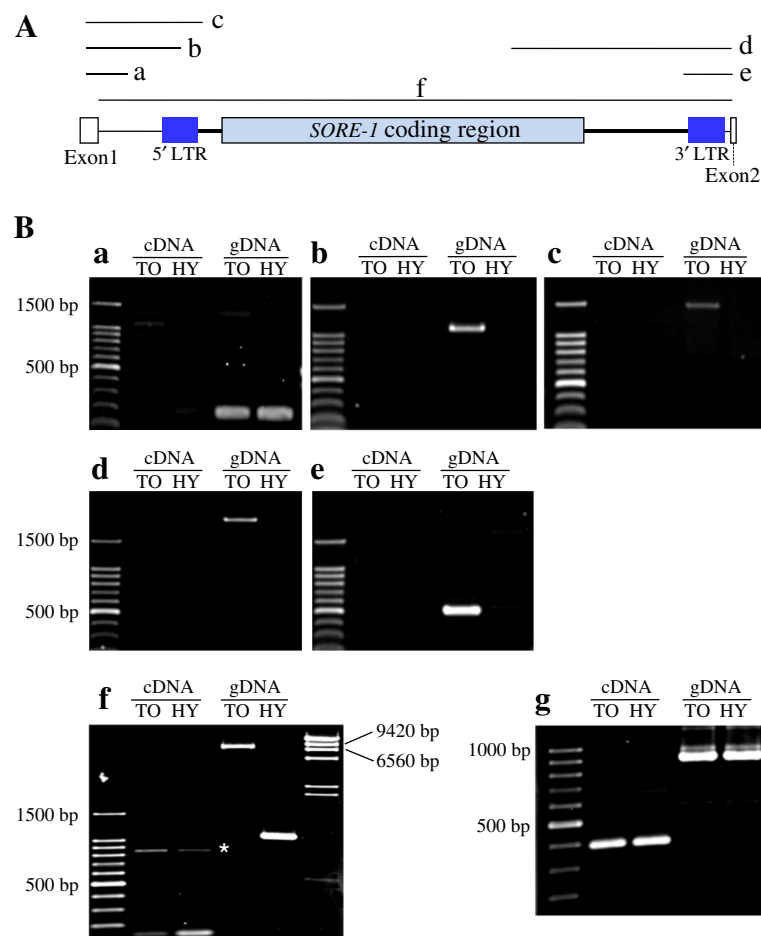 A
c
b
d
a
e
f
SORE-1 coding region
Exon1
5′ LTR
3′ LTR
Exon2
B
a
cDNA gDNA
TO HY TO HY
1500 bp
500 bp
b
cDNA gDNA
TO HY TO HY
c
cDNA gDNA
TO HY TO HY
d
cDNA gDNA
TO HY TO HY
1500 bp
500 bp
e
cDNA gDNA
TO HY TO HY
f
cDNA gDNA
TO HY TO HY
9420 bp
6560 bp
1500 bp
*
500 bp
g
cDNA gDNA
TO HY TO HY
1000 bp
500 bp